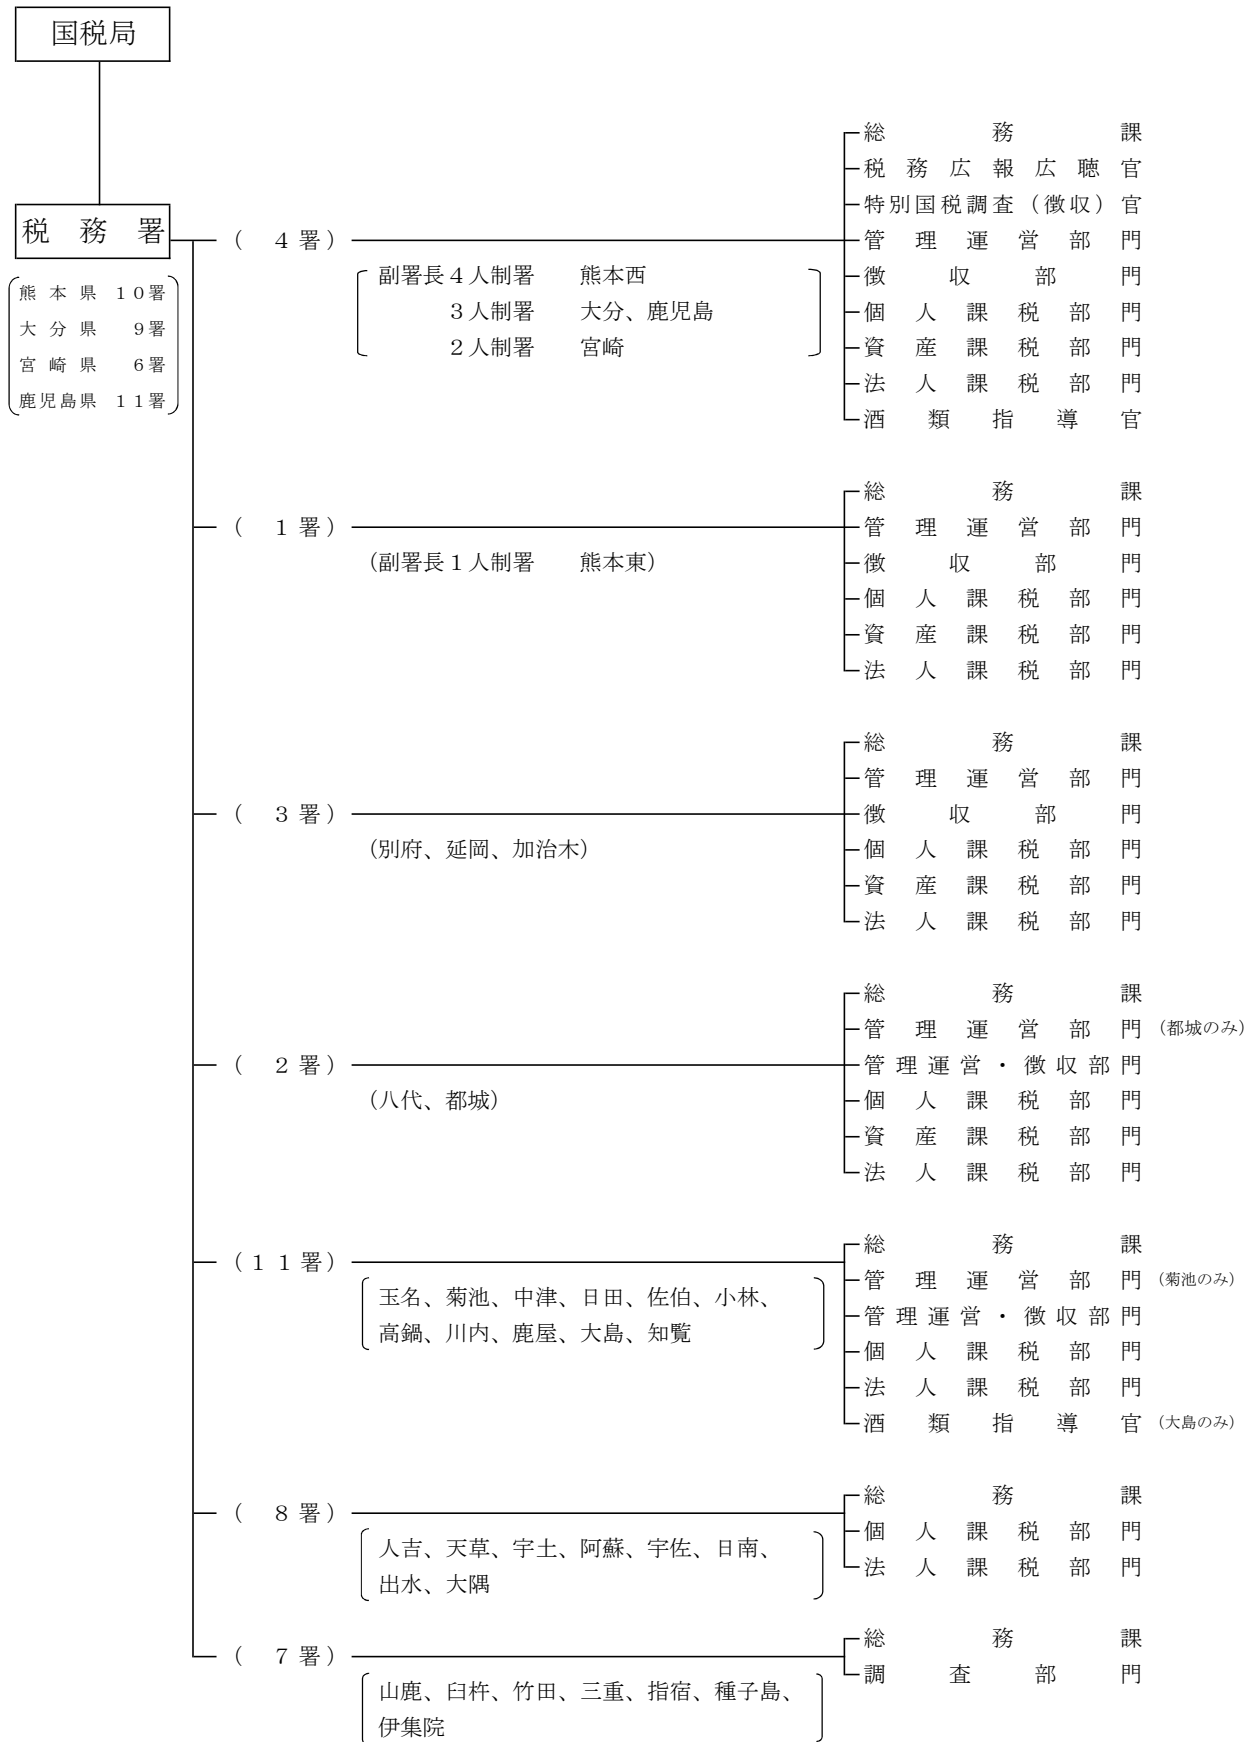 国税局
税務署
熊本県 10署
大分県 9署
宮崎県 6署
鹿児島県 11署
( 4署)
副署長4人制署 熊本西
3人制署 大分、鹿児島
2人制署 宮崎
総務課
税務広報広聴官
特別国税調査(徴収)官
管理運営部門
徴収部門
個人課税部門
資産課税部門
法人課税部門
酒類指導官
( 1署)
(副署長1人制署 熊本東)
総務課
管理運営部門
徴収部門
個人課税部門
資産課税部門
法人課税部門
( 3署)
(別府、延岡、加治木)
総務課
管理運営部門
徴収部門
個人課税部門
資産課税部門
法人課税部門
( 2署)
(八代、都城)
総務課
管理運営部門 (都城のみ)
管理運営・徴収部門
個人課税部門
資産課税部門
法人課税部門
(11署)
玉名、菊池、中津、日田、佐伯、小林、
高鍋、川内、鹿屋、大島、知覧
総務課
管理運営部門 (菊池のみ)
管理運営・徴収部門
個人課税部門
法人課税部門
酒類指導官 (大島のみ)
( 8署)
人吉、天草、宇土、阿蘇、宇佐、日南、
出水、大隅
総務課
個人課税部門
法人課税部門
( 7署)
山鹿、臼杵、竹田、三重、指宿、種子島、
伊集院
総務課
調査部門